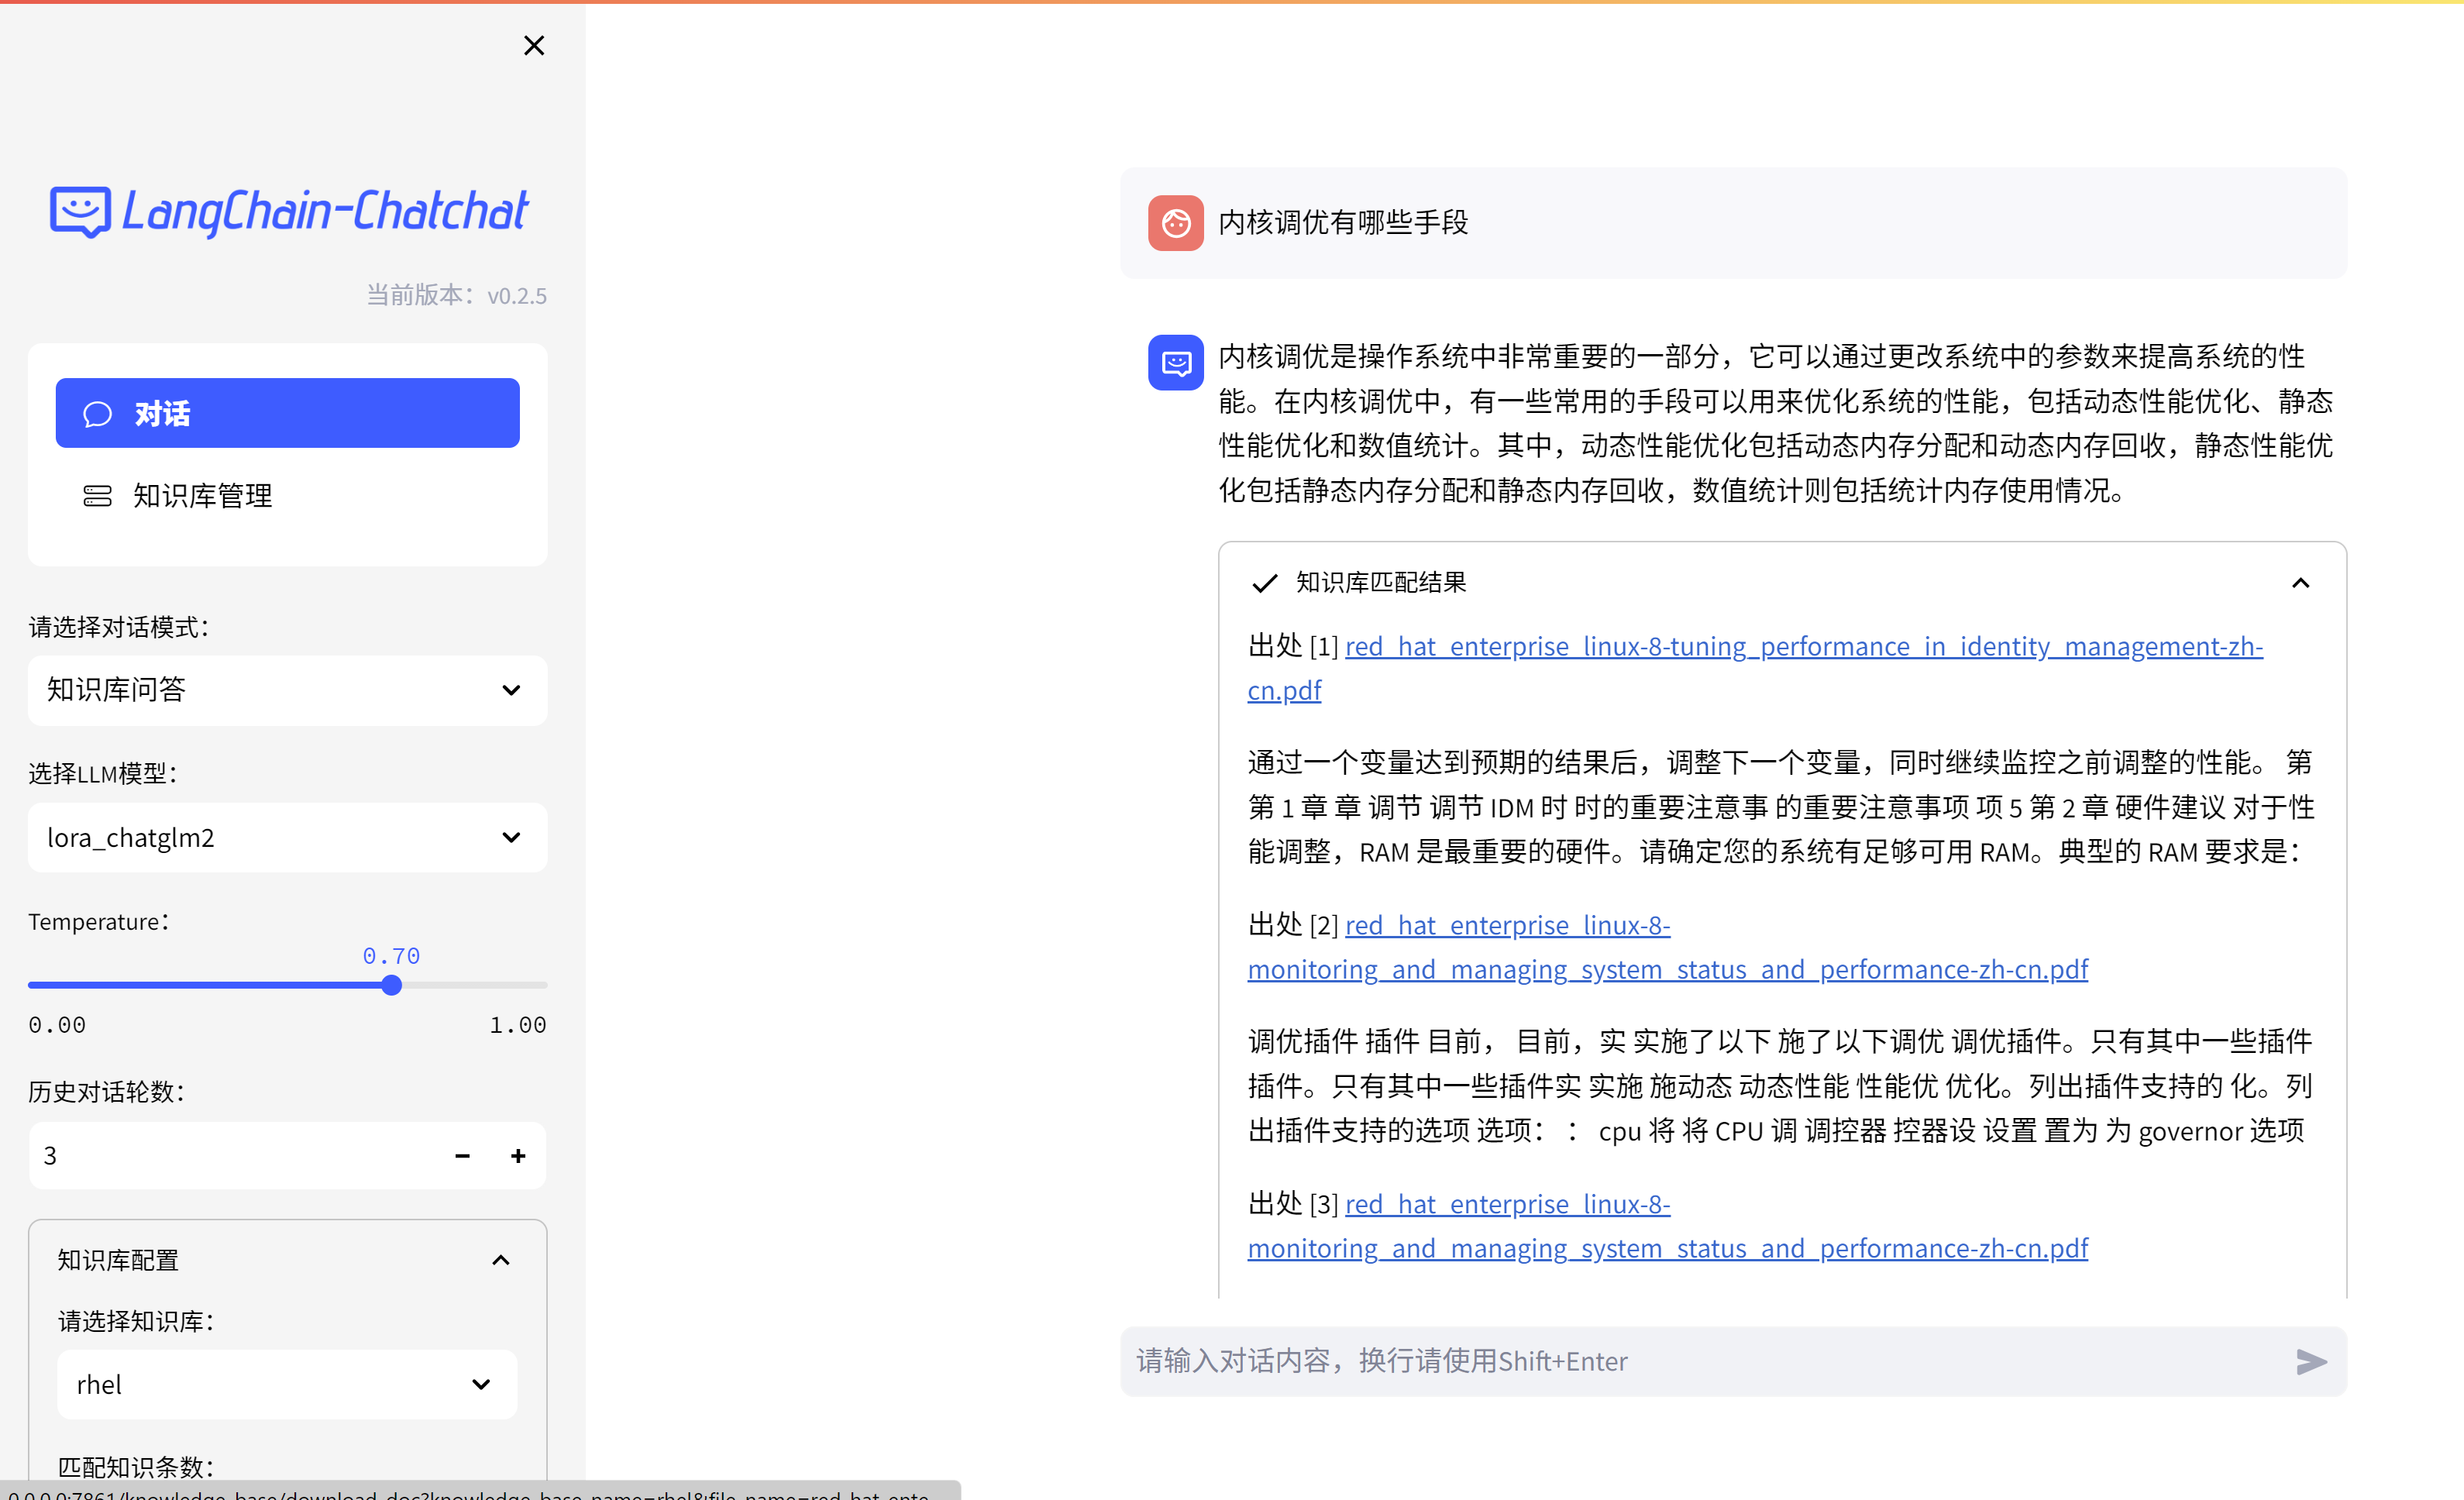 LangChain-Chatchat
当前版本：v0.2.5
对话
知识库管理
请选择对话模式：
知识库问答
选择LLM模型：
lora_chatglm2
Temperature：
0.70
0.00
1.00
历史对话轮数：
3
知识库配置
请选择知识库：
rhel
匹配知识条数：
0.0.0.0:7861/knowledge_base/download_doc?knowledge_base_name=rhel&file_name=red_hat_ente...
内核调优有哪些手段
内核调优是操作系统中非常重要的一部分，它可以通过更改系统中的参数来提高系统的性
能。在内核调优中，有一些常用的手段可以用来优化系统的性能，包括动态性能优化、静态
性能优化和数值统计。其中，动态性能优化包括动态内存分配和动态内存回收，静态性能优
化包括静态内存分配和静态内存回收，数值统计则包括统计内存使用情况。
知识库匹配结果
出处 [1] red_hat_enterprise_linux-8-tuning_performance_in_identity_management-zh-
cn.pdf
通过一个变量达到预期的结果后，调整下一个变量，同时继续监控之前调整的性能。 第
第 1 章 章 调节 调节 IDM 时 时的重要注意事 的重要注意事项 项 5 第 2 章 硬件建议 对于性
能调整，RAM 是最重要的硬件。请确定您的系统有足够可用 RAM。典型的 RAM 要求是：
出处 [2] red_hat_enterprise_linux-8-
monitoring_and_managing_system_status_and_performance-zh-cn.pdf
调优插件 插件 目前， 目前，实 实施了以下 施了以下调优 调优插件。只有其中一些插件
插件。只有其中一些插件实 实施 施动态 动态性能 性能优 优化。列出插件支持的 化。列
出插件支持的选项 选项： ： cpu 将 将 CPU 调 调控器 控器设 设置 置为 为 governor 选项
出处 [3] red_hat_enterprise_linux-8-
monitoring_and_managing_system_status_and_performance-zh-cn.pdf
请输入对话内容，换行请使用Shift+Enter